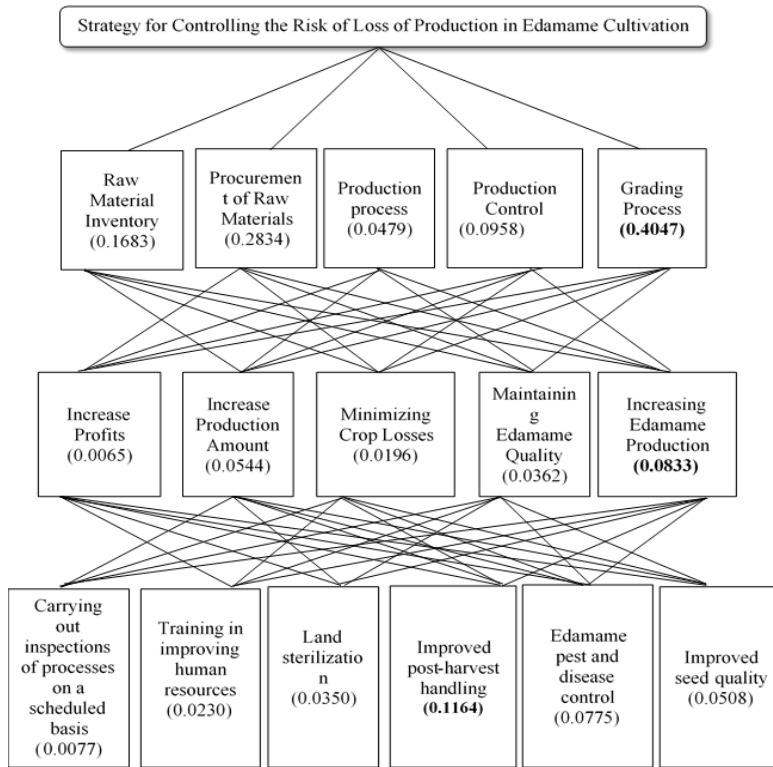 Strategy for Controlling the Risk of Loss of Production in Edamame Cultivation
Raw
Material
Inventory
(0.1683)
Procuremen
t of Raw
Materials
(0.2834)
Production
process
(0.0479)
Production
Control
(0.0958)
Grading
Process
(0.4047)
Increase
Profits
(0.0065)
Increase
Production
Amount
(0.0544)
Minimizing
Crop Losses
(0.0196)
Maintainin
g
Edamame
Quality
(0.0362)
Increasing
Edamame
Production
(0.0833)
Carrying
out
inspections
of processes
on a
scheduled
basis
(0.0077)
Training in
improving
human
resources
(0.0230)
Land
sterilizatio
n
(0.0350)
Improved
post-harvest
handling
(0.1164)
Edamame
pest and
disease
control
(0.0775)
Improved
seed quality
(0.0508)